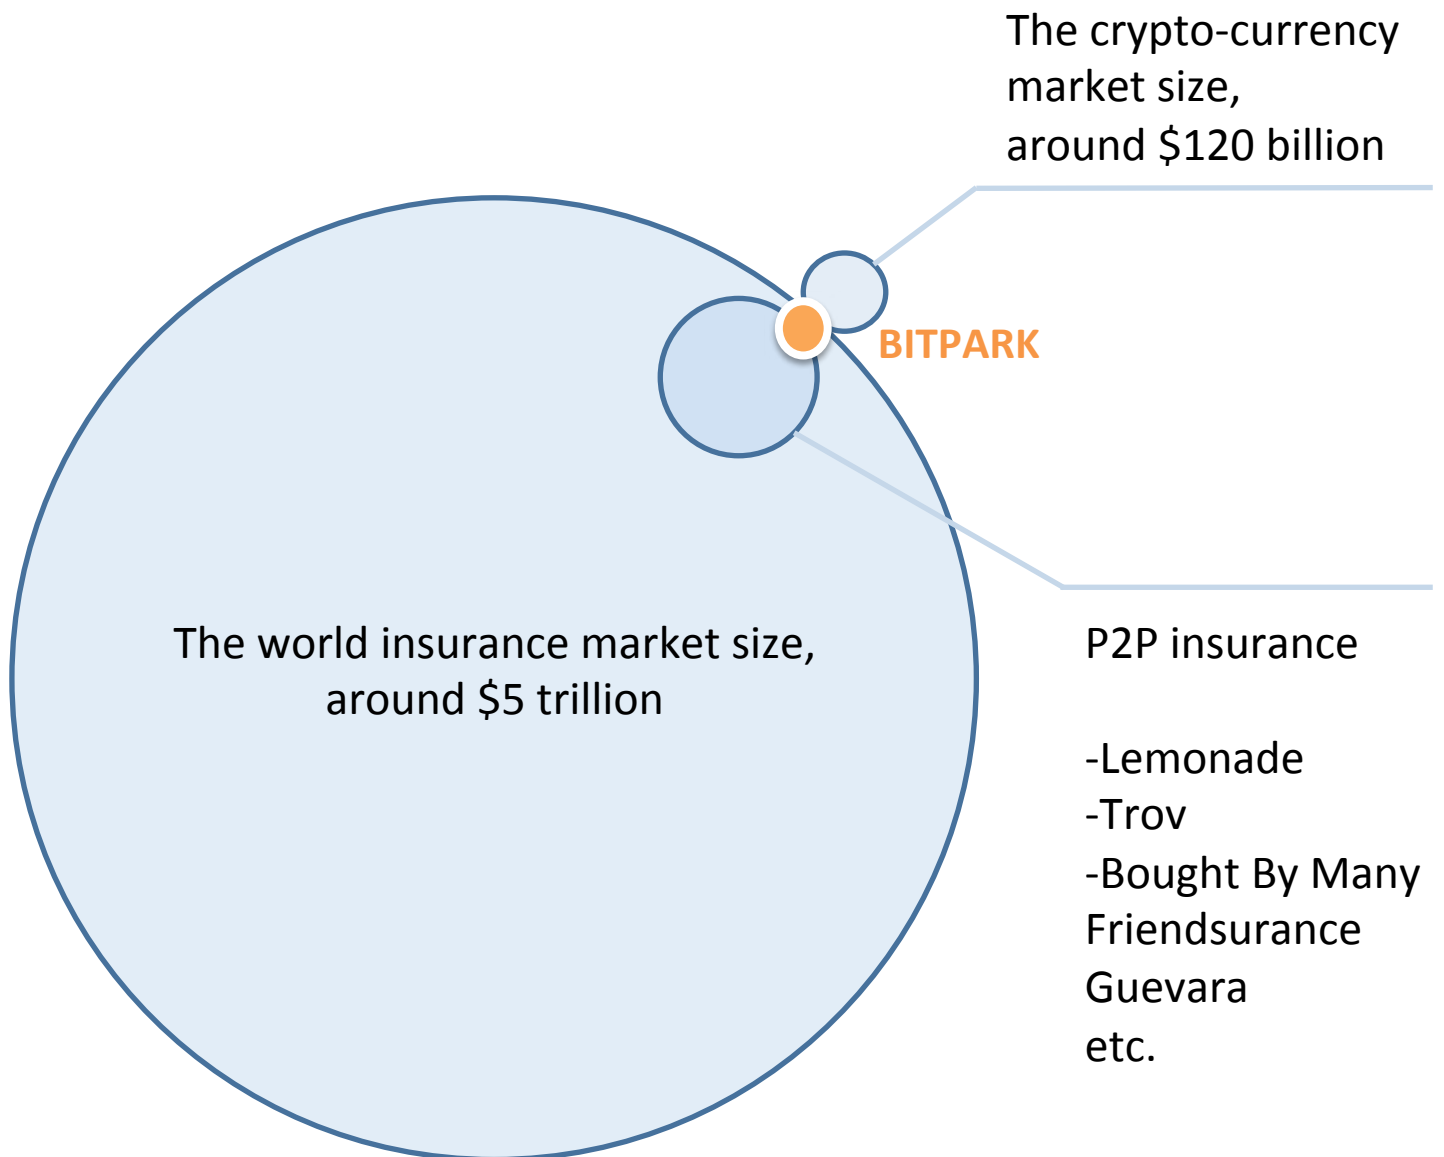 The crypto-currency
market size,
around $120 billion
BITPARK
The world insurance market size,
around $5 trillion
P2P insurance
-Lemonade
-Trov
-Bought By Many
Friendsurance
Guevara
etc.